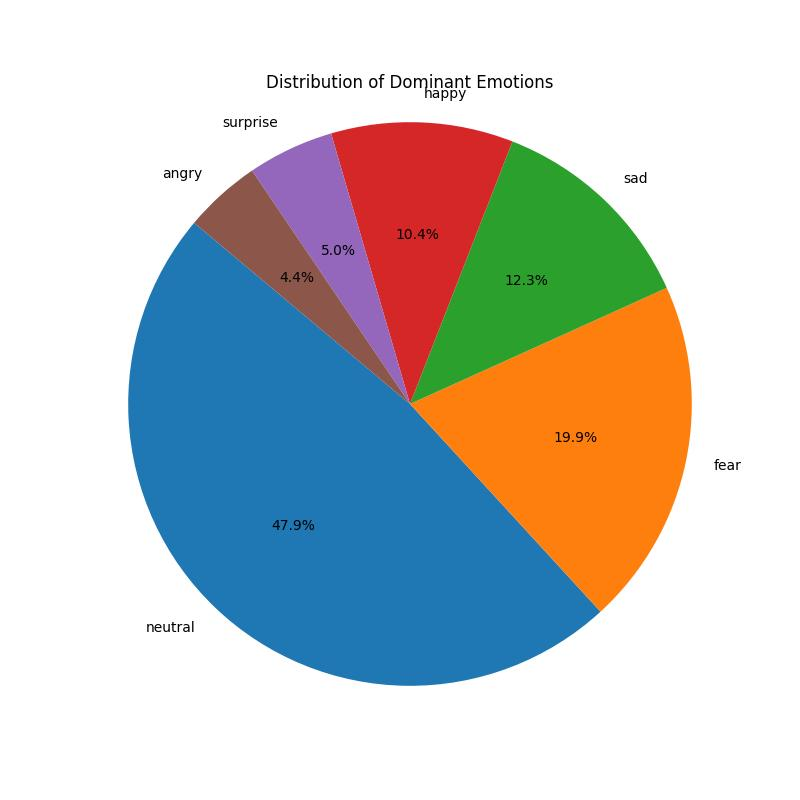 Distribution of Dominant Emotions
happy
surprise
sad
angry
10.4%
5.0%
4.4%
12.3%
19.9%
fear
47.9%
neutral